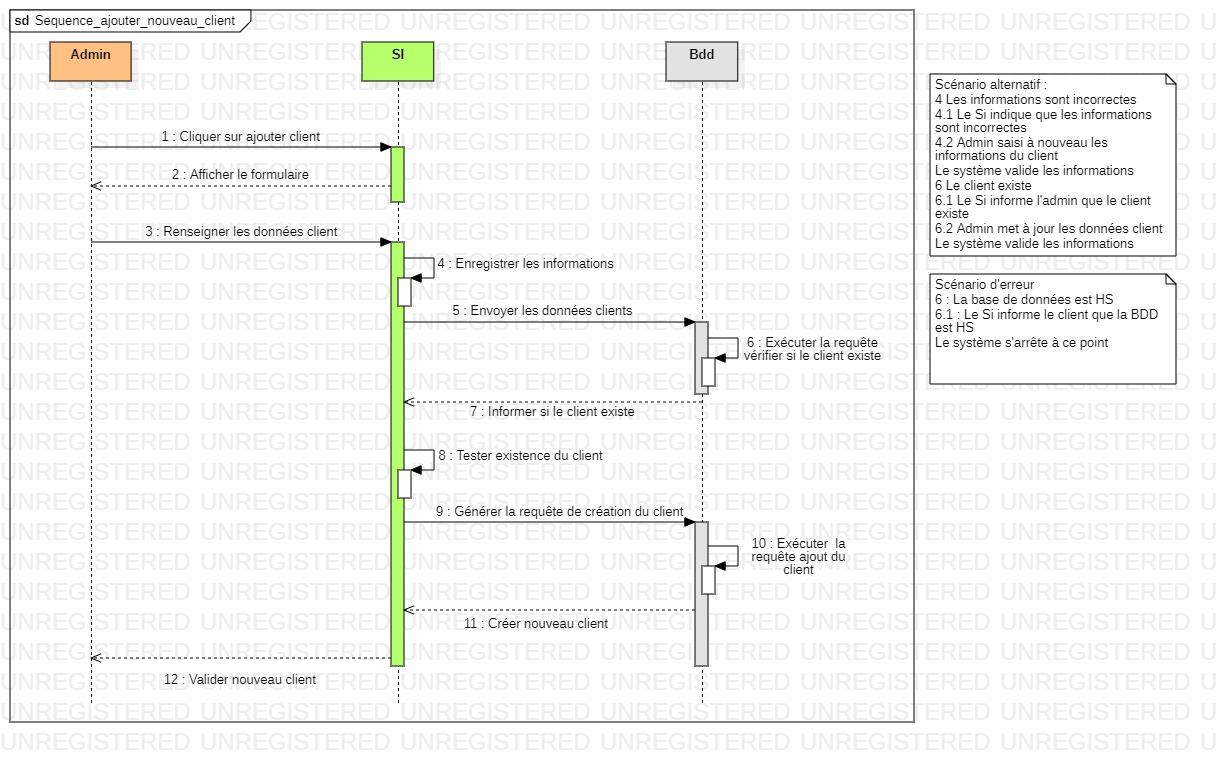 sd Sequence_ajouter_nouveau_client
Admin
SI
Bdd
1 : Cliquer sur ajouter client
2 : Afficher le formulaire
3 : Renseigner les données client
4 : Enregistrer les informations
5 : Envoyer les données clients
6 : Exécuter la requête
vérifier si le client existe
7 : Informer si le client existe
8 : Tester existence du client
9 : Générer la requête de création du client
10 : Exécuter la
requête ajout du
client
11 : Créer nouveau client
12 : Valider nouveau client
Scénario alternatif :
4 Les informations sont incorrectes
4.1 Le Si indique que les informations
sont incorrectes
4.2 Admin saisi à nouveau les
informations du client
Le système valide les informations
6 Le client existe
6.1 Le Si informe l'admin que le client
existe
6.2 Admin met à jour les données client
Le système valide les informations
Scénario d'erreur
6 : La base de données est HS
6.1 : Le Si informe le client que la BDD
est HS
Le système s'arrête à ce point
UNREGISTERED